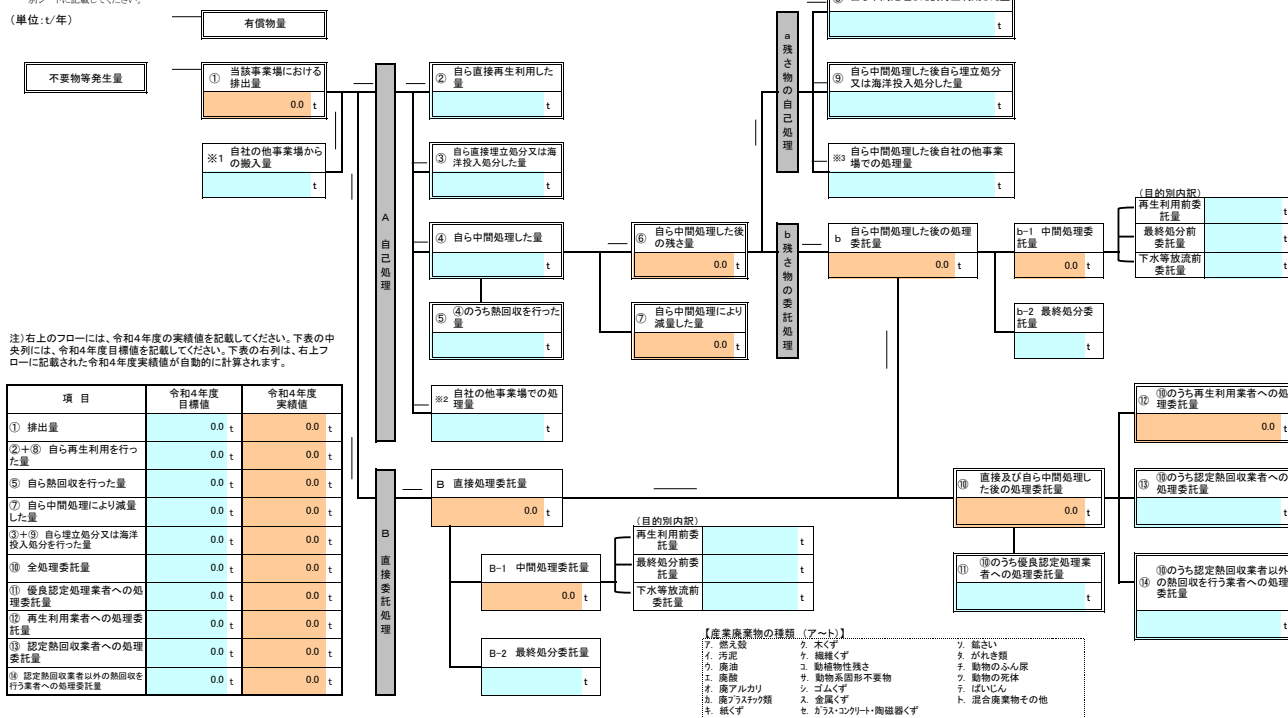 別シートに記載してください。
(単位:t/年)
有償物量
不要物等発生量
① 当該事業場における
排出量
0.0 t
※1 自社の他事業場から
の搬入量
t
A 自己処理
② 自ら直接再生利用した
量
t
③ 自ら直接埋立処分又は海
洋投入処分した量
t
④ 自ら中間処理した量
t
⑤ ④のうち熱回収を行った
量
t
※2 自社の他事業場での処
理量
t
⑥ 自ら中間処理した後
の残さ量
0.0 t
⑦ 自ら中間処理により
減量した量
0.0 t
a 残さ物の自己処理
t
⑨ 自ら中間処理した後自ら埋立処分
又は海洋投入処分した量
t
※3 自ら中間処理した後自社の他事業
場での処理量
t
b 残さ物の委託処理
b 自ら中間処理した後の処理
委託量
0.0 t
b-1 中間処理委
託量
0.0 t
b-2 最終処分委
託量
t
(目的別内訳)
再生利用前委
託量
t
最終処分前
委託量
t
下水等放流前
委託量
t
注)右上のフローには、令和4年度の実績値を記載してください。下表の中
央列には、令和4年度目標値を記載してください。下表の右列は、右上フ
ローに記載された令和4年度実績値が自動的に計算されます。
項 目 令和4年度
目標値 令和4年度
実績値
① 排出量 0.0 t 0.0 t
②+⑧ 自ら再生利用を行っ
た量 0.0 t 0.0 t
⑤ 自ら熱回収を行った量 0.0 t 0.0 t
⑦ 自ら中間処理により減量
した量 0.0 t 0.0 t
③+⑨ 自ら埋立処分又は海洋
投入処分を行った量 0.0 t 0.0 t
⑩ 全処理委託量 0.0 t 0.0 t
⑪ 優良認定処理業者への処
理委託量 0.0 t 0.0 t
⑫ 再生利用業者への処理委
託量 0.0 t 0.0 t
⑬ 認定熱回収業者への処理
委託量 0.0 t 0.0 t
⑭ 認定熱回収業者以外の熱回収を
行う業者への処理委託量 0.0 t 0.0 t
B 直接委託処理
B 直接処理委託量
0.0 t
B-1 中間処理委託量
0.0 t
B-2 最終処分委託量
t
(目的別内訳)
再生利用前委
託量
t
最終処分前委
託量
t
下水等放流前
委託量
t
⑩ 直接及び自ら中間処理し
た後の処理委託量
0.0 t
⑪ ⑩のうち優良認定処理業
者への処理委託量
t
⑫ ⑩のうち再生利用業者への処
理委託量
0.0 t
⑬ ⑩のうち認定熱回収業者への
処理委託量
t
⑭ ⑩のうち認定熱回収業者以外
の熱回収を行う業者への処理
委託量
t
【産業廃棄物の種類 (ア~ト)】
ア. 燃え殻 ク. 木くず ソ. 鉱さい
イ. 汚泥 ケ. 繊維くず タ. がれき類
ウ. 廃油 コ. 動植物性残さ チ. 動物のふん尿
エ. 廃酸 サ. 動物系固形不要物 ツ. 動物の死体
オ. 廃アルカリ シ. ゴムくず テ. ばいじん
カ. 廃プラスチック類 ス. 金属くず ト. 混合廃棄物その他
キ. 紙くず セ. ガラス・コンクリート・陶磁器くず